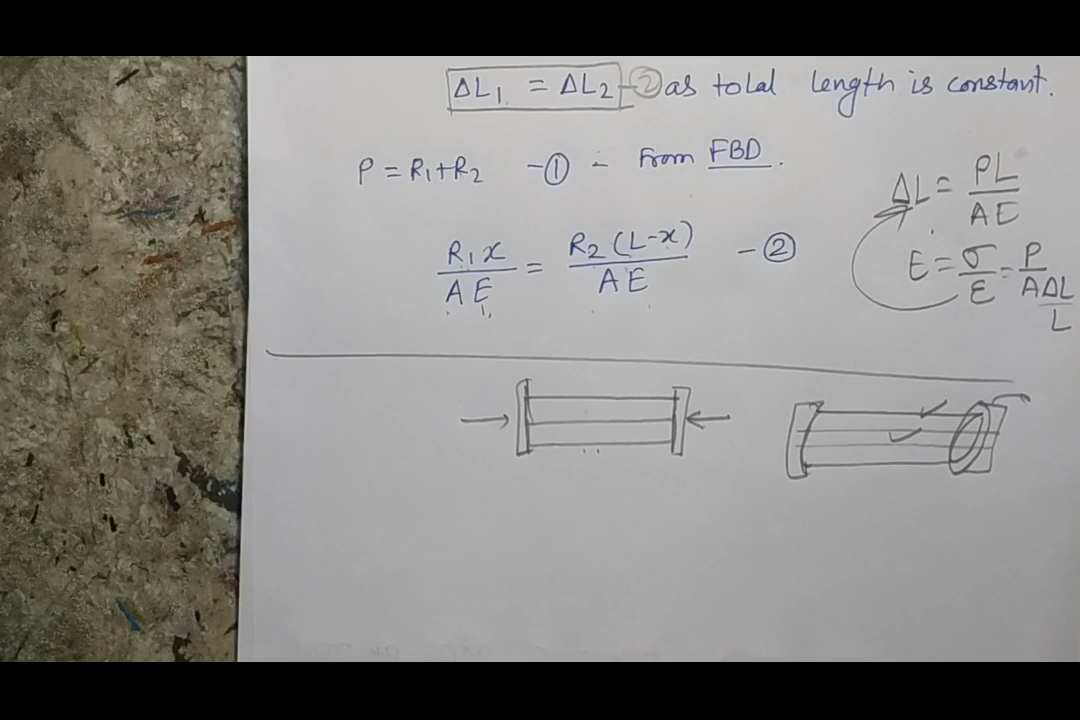 ΔL₁ = ΔL₂ -② as total length is constant.
P = R₁+R₂ -① - From FBD.
R₁x/AE = R₂(L-x)/AE -②
ΔL = PL/AE
E = σ/ε = P/A ΔL/L